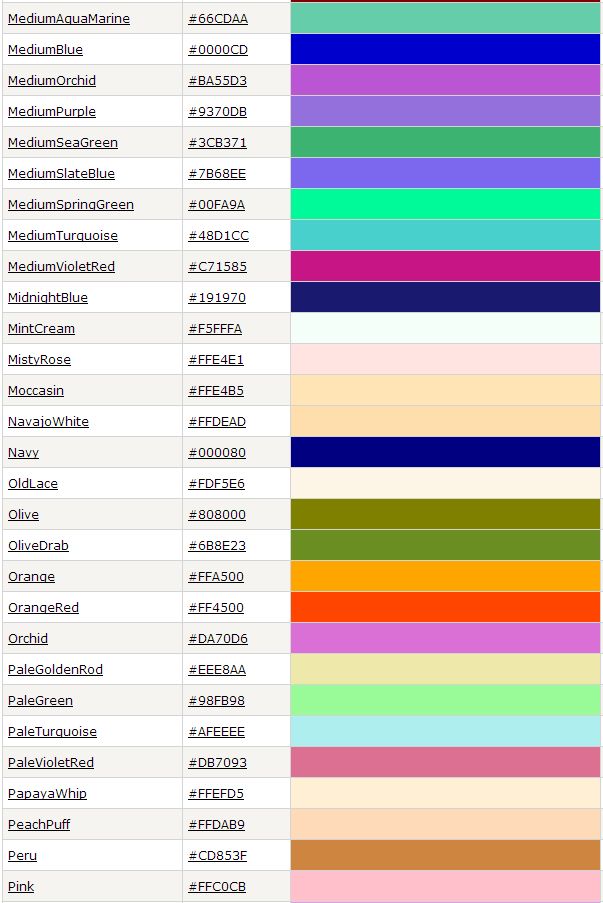 MediumAquaMarine #66CDAA
MediumBlue #0000CD
MediumOrchid #BA55D3
MediumPurple #9370DB
MediumSeaGreen #3CB371
MediumSlateBlue #7B68EE
MediumSpringGreen #00FA9A
MediumTurquoise #48D1CC
MediumVioletRed #C71585
MidnightBlue #191970
MintCream #F5FFFA
MistyRose #FFE4E1
Moccasin #FFE4B5
NavajoWhite #FFDEAD
Navy #000080
OldLace #FDF5E6
Olive #808000
OliveDrab #6B8E23
Orange #FFA500
OrangeRed #FF4500
Orchid #DA70D6
PaleGoldenRod #EEE8AA
PaleGreen #98FB98
PaleTurquoise #AFEEEE
PaleVioletRed #DB7093
PapayaWhip #FFEFD5
PeachPuff #FFDAB9
Peru #CD853F
Pink #FFC0CB